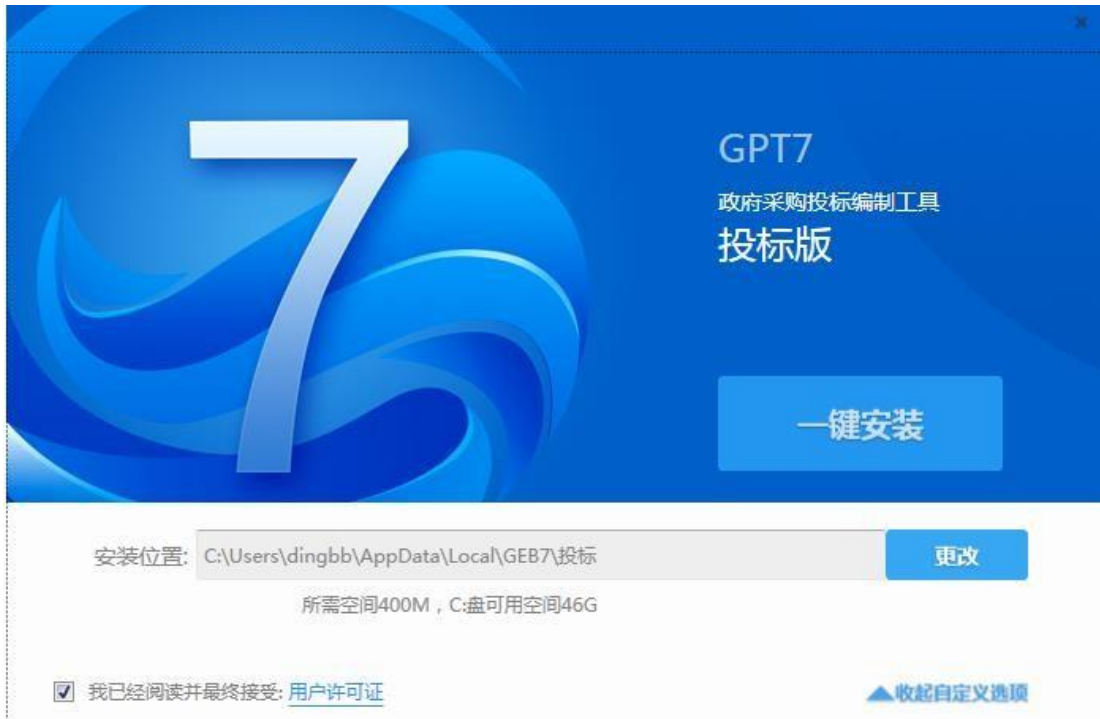 7
GPT7
政府采购投标编制工具
投标版
一键安装
安装位置: C:\Users\dingbb\AppData\Local\GEB7\投标 更改
所需空间400M，C:盘可用空间46G
我已经阅读并最终接受: 用户许可证 收起自定义选项